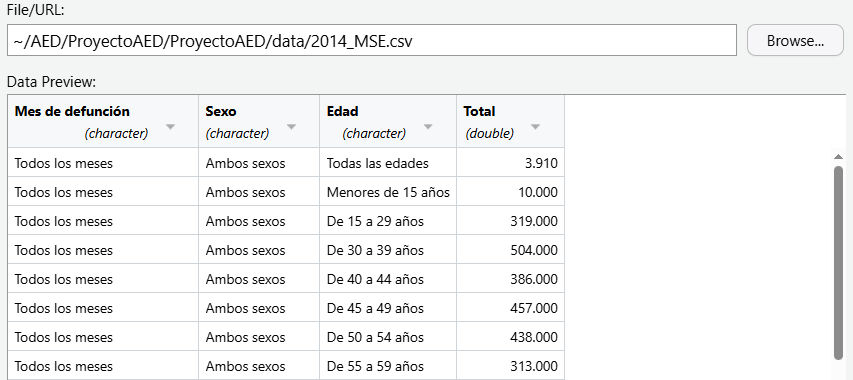 File/URL:
~/AED/ProyectoAED/ProyectoAED/data/2014_MSE.csv Browse...
Data Preview:
Mes de defunción Sexo Edad Total
(character) (character) (character) (double)
Todos los meses Ambos sexos Todas las edades 3.910
Todos los meses Ambos sexos Menores de 15 años 10.000
Todos los meses Ambos sexos De 15 a 29 años 319.000
Todos los meses Ambos sexos De 30 a 39 años 504.000
Todos los meses Ambos sexos De 40 a 44 años 386.000
Todos los meses Ambos sexos De 45 a 49 años 457.000
Todos los meses Ambos sexos De 50 a 54 años 438.000
Todos los meses Ambos sexos De 55 a 59 años 313.000